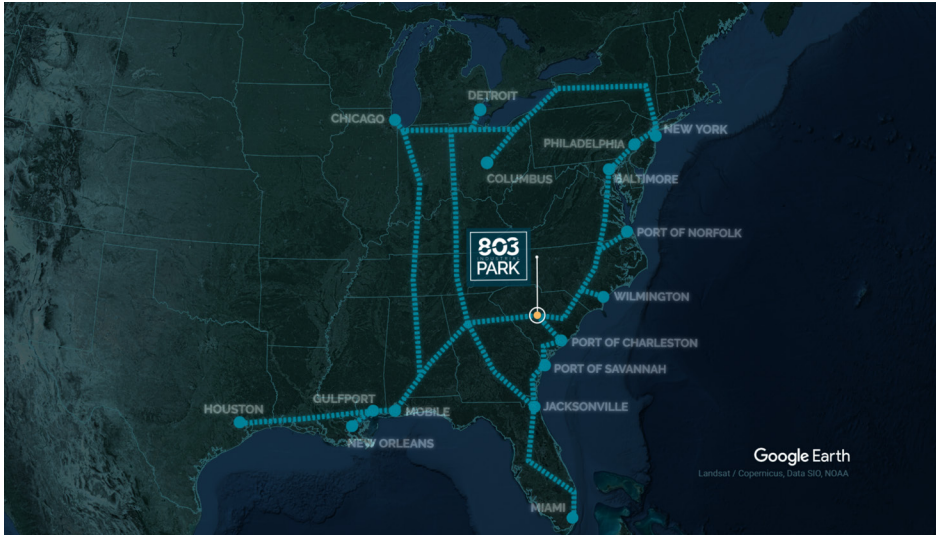 DETROIT
CHICAGO
NEW YORK
PHILADELPHIA
COLUMBUS
BALTIMORE
803
INDUSTRIAL
PARK
PORT OF NORFOLK
WILMINGTON
PORT OF CHARLESTON
PORT OF SAVANNAH
GULFPORT
HOUSTON
MOBILE
JACKSONVILLE
NEW ORLEANS
Google Earth
Landsat / Copernicus, Data SIO, NOAA
MIAMI